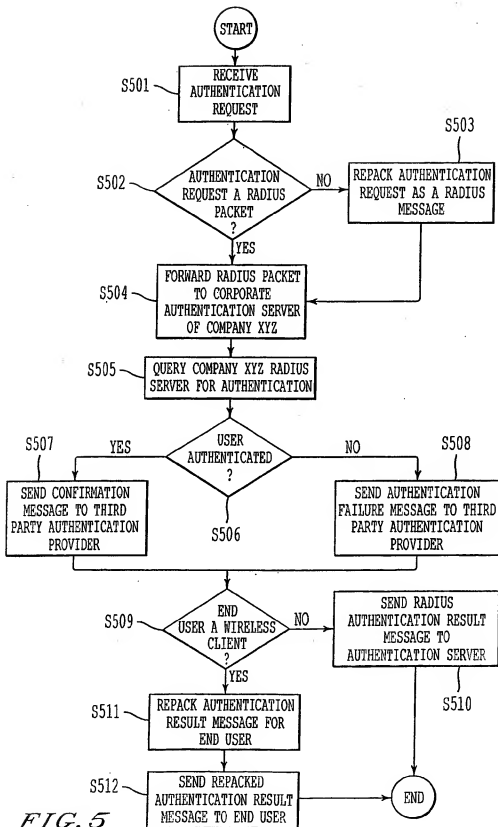 START
S501
RECEIVE
AUTHENTICATION
REQUEST
S502
AUTHENTICATION
REQUEST A RADIUS
PACKET
?
NO
YES
S503
REPACK AUTHENTICATION
REQUEST AS A RADIUS
MESSAGE
S504
FORWARD RADIUS PACKET
TO CORPORATE
AUTHENTICATION SERVER
OF COMPANY XYZ
S505
QUERY COMPANY XYZ RADIUS
SERVER FOR AUTHENTICATION
S506
USER
AUTHENTICATED
?
YES
NO
S507
SEND CONFIRMATION
MESSAGE TO THIRD
PARTY AUTHENTICATION
PROVIDER
S508
SEND AUTHENTICATION
FAILURE MESSAGE TO THIRD
PARTY AUTHENTICATION
PROVIDER
S509
END
USER A WIRELESS
CLIENT
?
NO
YES
SEND RADIUS
AUTHENTICATION RESULT
MESSAGE TO
AUTHENTICATION SERVER
S510
S511
REPACK AUTHENTICATION
RESULT MESSAGE FOR
END USER
S512
SEND REPACKED
AUTHENTICATION RESULT
MESSAGE TO END USER
END
FIG. 5